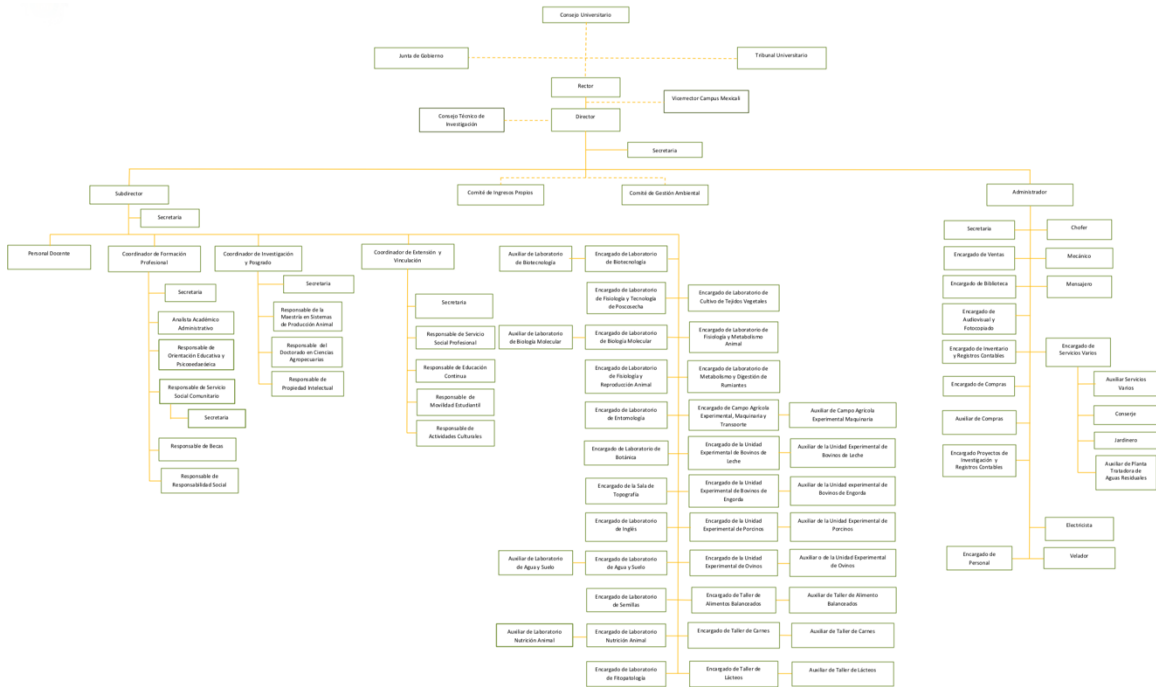 Consejo Universitario
Junta de Gobierno
Tribunal Universitario
Rector
Vicerrector Campus Mexicali
Consejo Técnico de
Investigación
Director
Secretaria
Comité de Ingresos Propios
Comité de Gestión Ambiental
Subdirector
Secretaria
Administrador
Personal Docente
Coordinador de Formación
Profesional
Secretaria
Analista Académico
Administrativo
Responsable de
Orientación Educativa y
Psicopedagógica
Responsable de Servicio
Social Comunitario
Secretaria
Responsable de Becas
Responsable de
Responsabilidad Social
Coordinador de Investigación
y Posgrado
Secretaria
Responsable de la
Maestría en Sistemas
de Producción Animal
Responsable del
Doctorado en Ciencias
Agropecuarias
Responsable de
Propiedad Intelectual
Coordinador de Extensión y
Vinculación
Secretaria
Responsable de Servicio
Social Profesional
Responsable de Educación
Continua
Responsable de
Movilidad Estudiantil
Responsable de
Actividades Culturales
Auxiliar de Laboratorio
de Biotecnología
Encargado de Laboratorio
de Biotecnología
Encargado de Laboratorio
de Fisiología y Tecnología
de Poscosecha
Encargado de Laboratorio de
Cultivo de Tejidos Vegetales
Auxiliar de Laboratorio
de Biología Molecular
Encargado de Laboratorio
de Biología Molecular
Encargado de Laboratorio de
Fisiología y Metabolismo
Animal
Encargado de Laboratorio
de Fisiología y
Reproducción Animal
Encargado de Laboratorio de
Metabolismo y Digestión de
Rumiantes
Encargado de Laboratorio
de Entomología
Encargado de Campo Agrícola
Experimental, Maquinaria y
Transporte
Auxiliar de Campo Agrícola
Experimental Maquinaria
Encargado de Laboratorio de
Botánica
Encargado de la Unidad
Experimental de Bovinos de
Leche
Auxiliar de la Unidad Experimental de
Bovinos de Leche
Encargado de la Sala de
Topografía
Encargado de la Unidad
Experimental de Bovinos de
Engorda
Auxiliar de la Unidad experimental de
Bovinos de Engorda
Encargado de Laboratorio
de Inglés
Encargado de la Unidad
Experimental de Porcinos
Auxiliar de la Unidad Experimental de
Porcinos
Auxiliar de Laboratorio
de Agua y Suelo
Encargado de Laboratorio
de Agua y Suelo
Encargado de la Unidad
Experimental de Ovinos
Auxiliar o de la Unidad Experimental
de Ovinos
Encargado de Laboratorio
de Semillas
Encargado de Taller de
Alimentos Balanceados
Auxiliar de Taller de Alimento
Balanceados
Auxiliar de Laboratorio
Nutrición Animal
Encargado de Laboratorio
Nutrición Animal
Encargado de Taller de Carnes
Auxiliar de Taller de Carnes
Encargado de Laboratorio
de Fitopatología
Encargado de Taller de
Lácteos
Auxiliar de Taller de Lácteos
Secretaria
Chofer
Encargado de Ventas
Mecánico
Encargado de Biblioteca
Mensajero
Encargado de
Audiovisual y
Fotocopiado
Encargado de Inventario
y Registros Contables
Encargado de
Servicios Varios
Auxiliar Servicios
Varios
Encargado de Compras
Conserje
Auxiliar de Compras
Jardinero
Encargado Proyectos de
Investigación y
Registros Contables
Auxiliar de Planta
Tratadora de
Aguas Residuales
Electricista
Encargado de
Personal
Velador